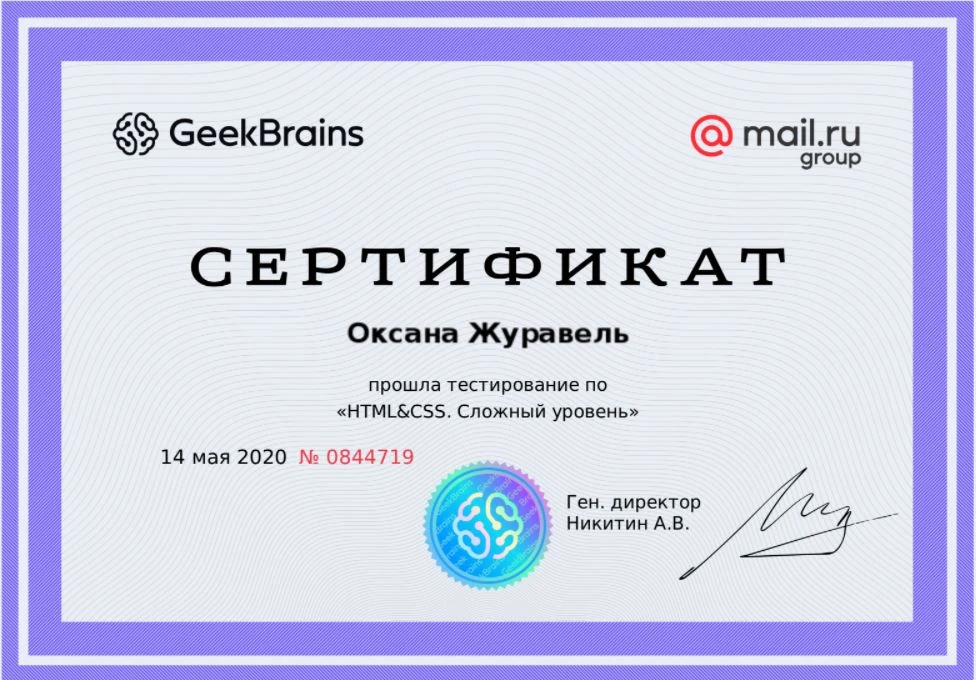 GeekBrains
@mail.ru
group
СЕРТИФИКАТ
Оксана Журавель
прошла тестирование по
«HTML&CSS. Сложный уровень»
14 мая 2020 № 0844719
Ген. директор
Никитин А.В.